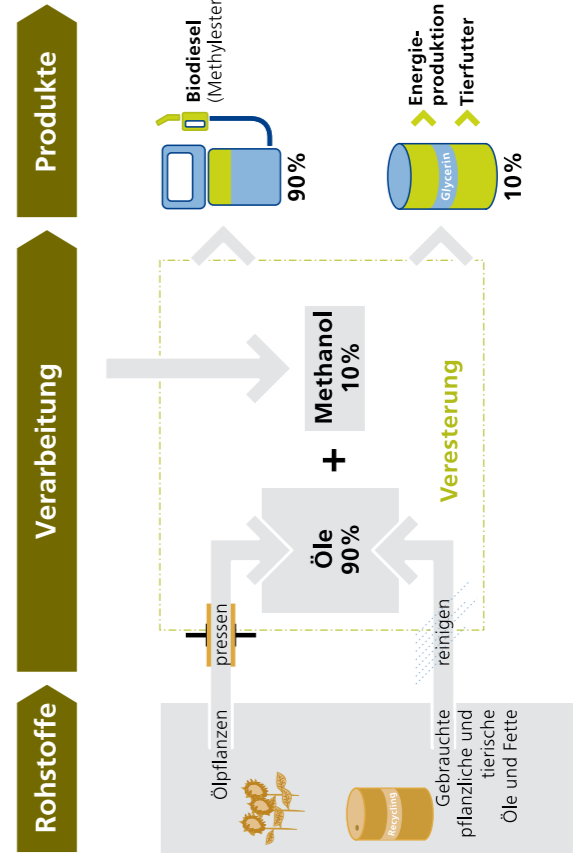 Rohstoffe
Verarbeitung
Produkte
Ölpflanzen
pressen
Recycling
Gebrauchte
pflanzliche und
tierische
Öle und Fette
reinigen
Öle
90%
+
Methanol
10%
Veresterung
Biodiesel
(Methylester
90%
Glycerin
10%
Energie-
produktion
Tierfutter